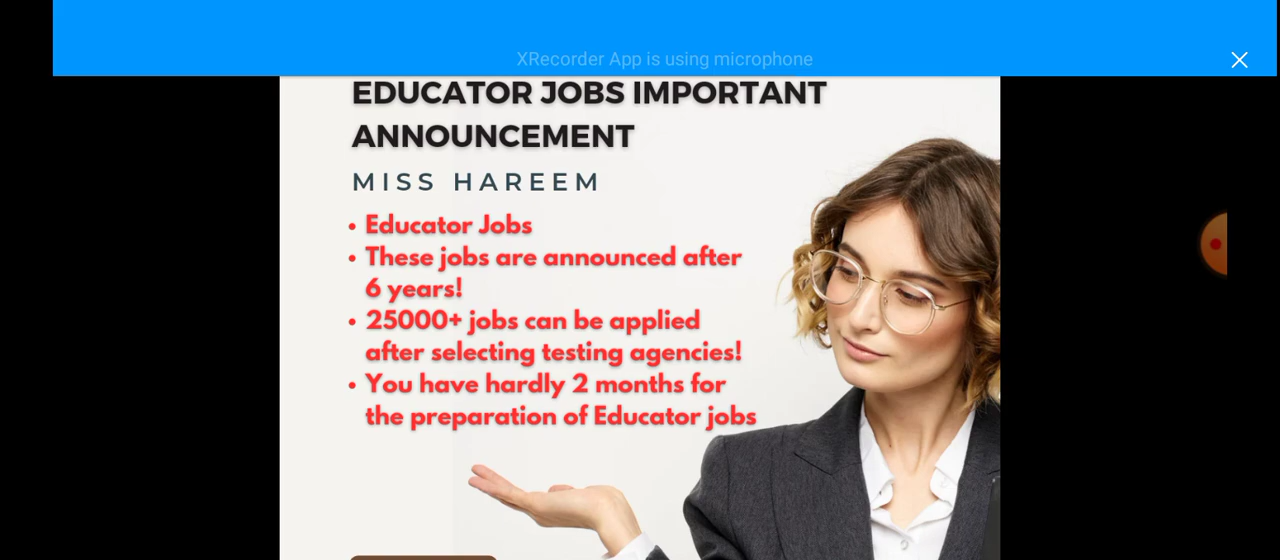 XRecorder App is using microphone
EDUCATOR JOBS IMPORTANT
ANNOUNCEMENT
MISS HAREEM
• Educator Jobs
• These jobs are announced after
6 years!
• 25000+ jobs can be applied
after selecting testing agencies!
• You have hardly 2 months for
the preparation of Educator jobs